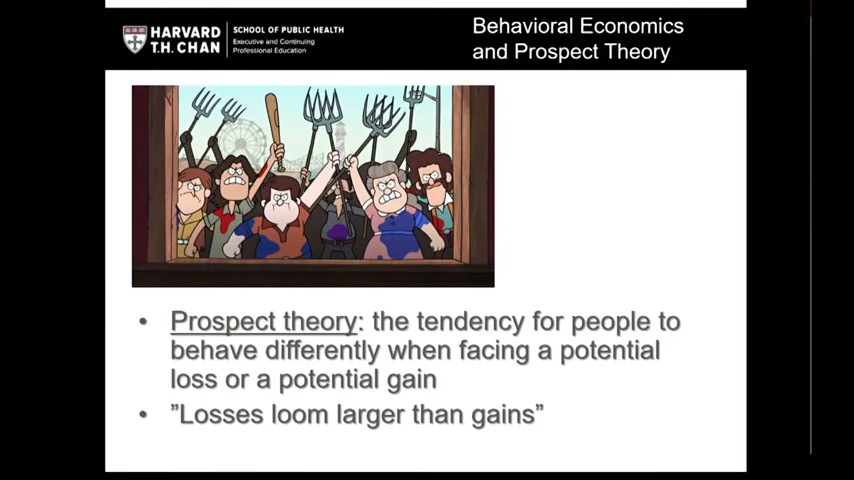 HARVARD
T.H. CHAN
SCHOOL OF PUBLIC HEALTH
Executive and Continuing
Professional Education
Behavioral Economics
and Prospect Theory
• Prospect theory: the tendency for people to
behave differently when facing a potential
loss or a potential gain
• ”Losses loom larger than gains”